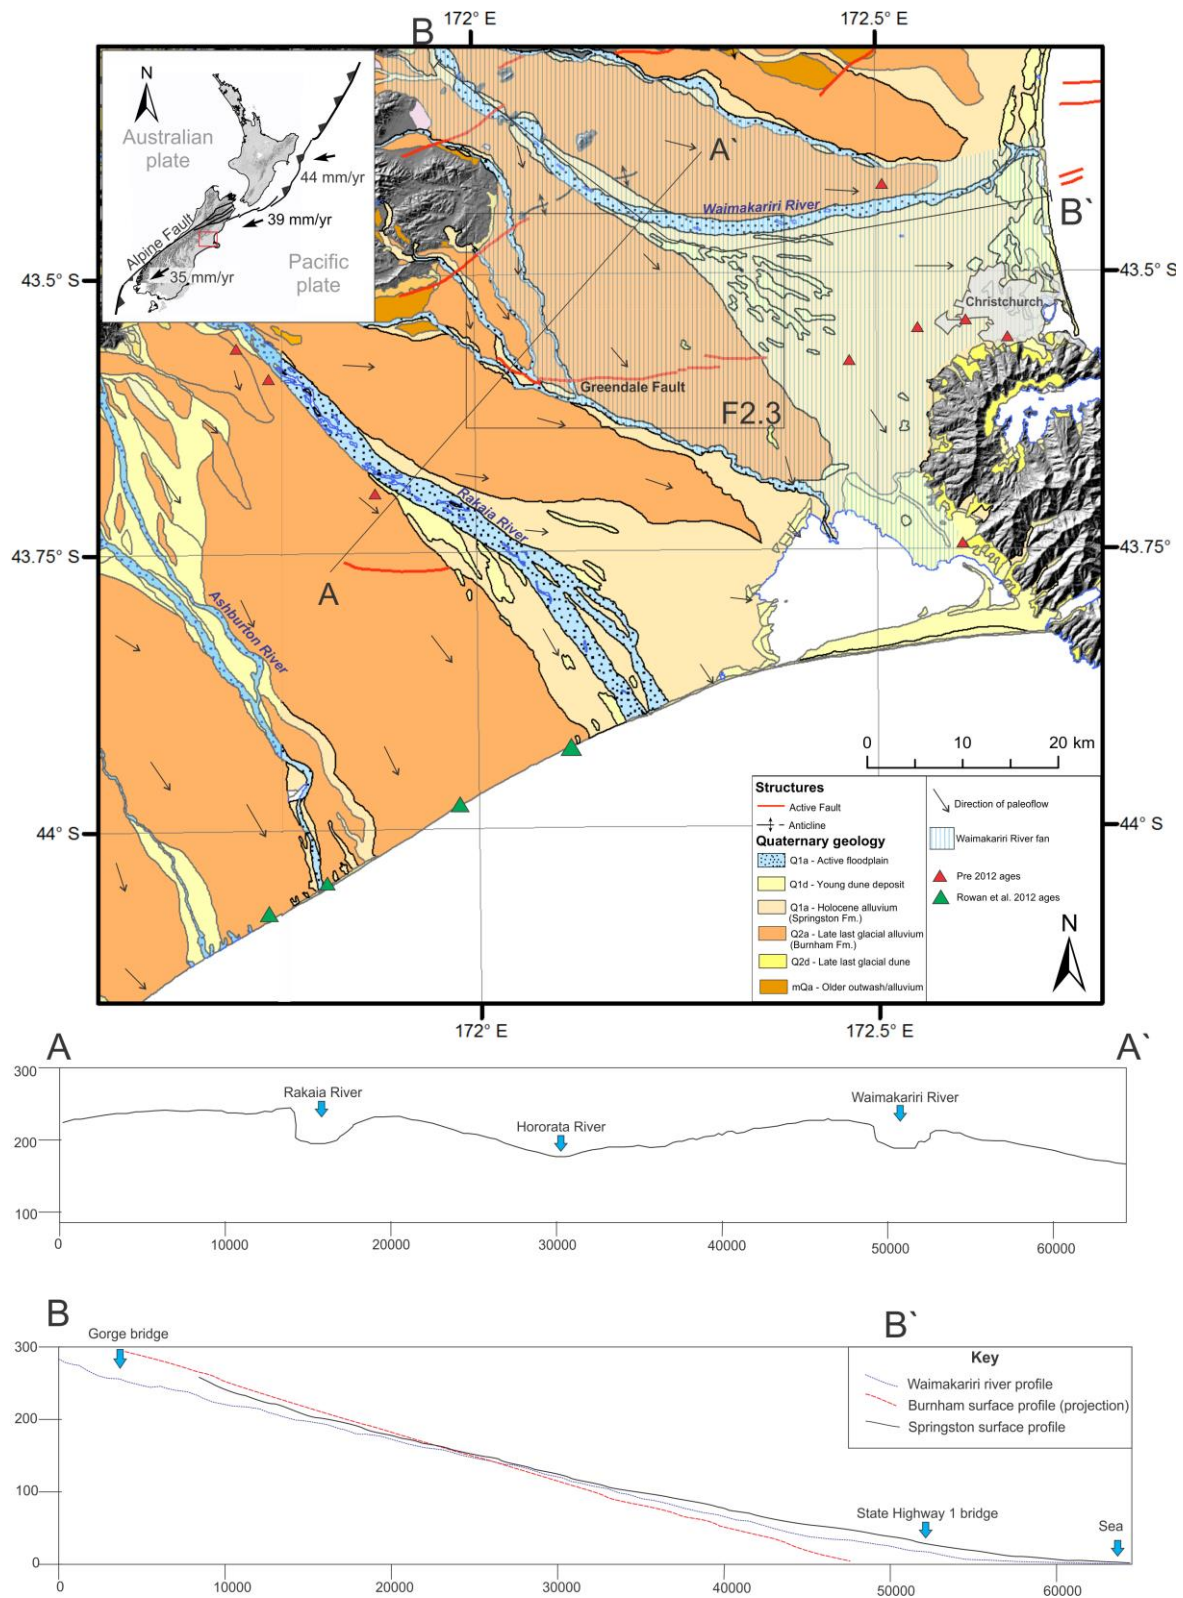 B
172° E
172.5° E
N
Australian
plate
44 mm/yr
39 mm/yr
Alpine Fault
35 mm/yr
Pacific
plate
A`
Waimakariri River
B`
43.5° S
43.5° S
Christchurch
Greendale Fault
F2.3
Rakaia River
43.75° S
43.75° S
A
Ashburton River
0 10 20 km
44° S
44° S
Structures
Active Fault
Anticline
Quaternary geology
Q1a - Active floodplain
Q1d - Young dune deposit
Q1a - Holocene alluvium
(Springston Fm.)
Q2a - Late last glacial alluvium
(Burnham Fm.)
Q2d - Late last glacial dune
mQa - Older outwash/alluvium
Direction of paleoflow
Waimakariri River fan
Pre 2012 ages
Rowan et al. 2012 ages
N
172° E
172.5° E
A
A`
300
Rakaia River
Waimakariri River
Hororata River
200
100
0 10000 20000 30000 40000 50000 60000
B
B`
Gorge bridge
300
Key
Waimakariri river profile
Burnham surface profile (projection)
Springston surface profile
200
100
State Highway 1 bridge
Sea
0
0 10000 20000 30000 40000 50000 60000